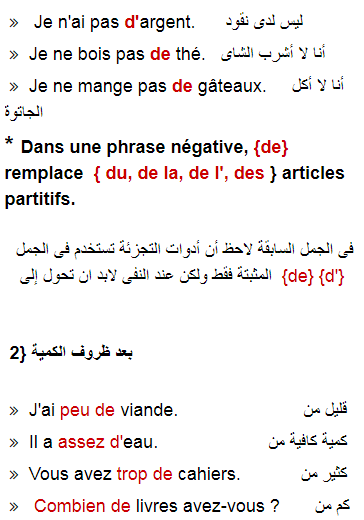 » Je n'ai pas d'argent. ليس لدى نقود
» Je ne bois pas de thé. أنا لا أشرب الشاى
» Je ne mange pas de gâteaux. أنا لا أكل
الجاتوة
* Dans une phrase négative, {de}
remplace { du, de la, de l', des } articles
partitifs.
فى الجمل السابقة لاحظ أن أدوات التجزئة تستخدم فى الجمل
المثبتة فقط ولكن عند النفى لابد ان تحول إلى {de} {d'}
2} بعد ظروف الكمية
» J'ai peu de viande. قليل من
» Il a assez d'eau. كمية كافية من
» Vous avez trop de cahiers. كثير من
» Combien de livres avez-vous ? كم من